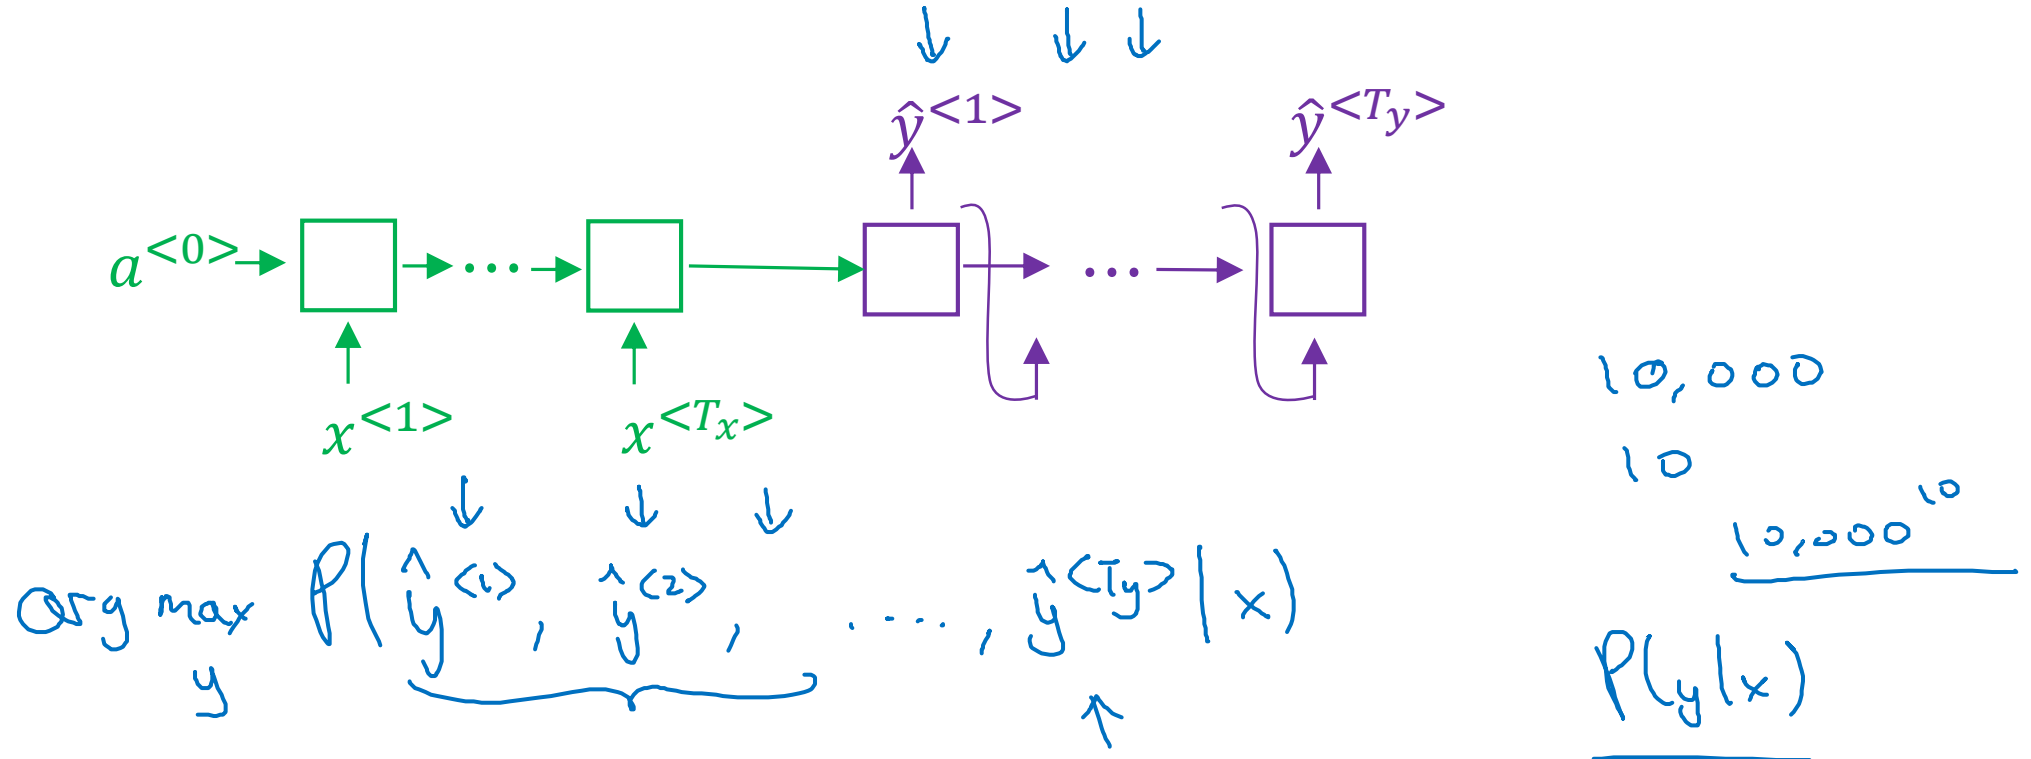 ŷ<1> ŷ<Ty>
a<0> ... ...
x<1> x<Tx>
10,000
10
10,000^10
arg max P(ŷ<1>, ŷ<2>, ....., ŷ<Ty> | x)
y
P(y|x)